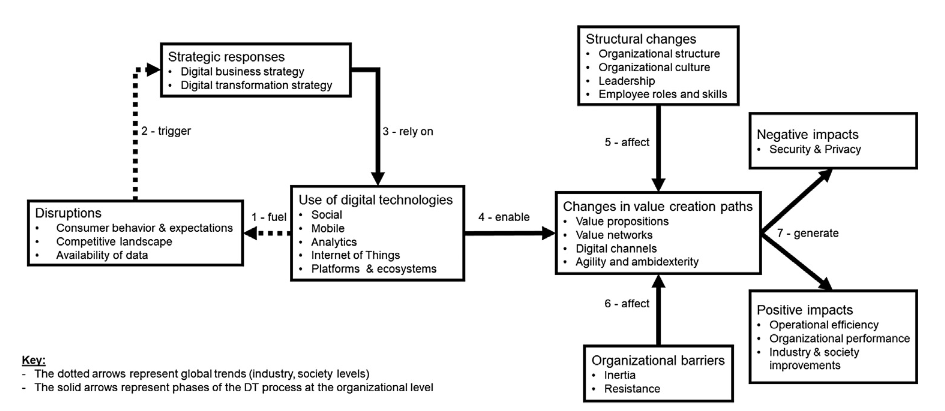 Strategic responses
• Digital business strategy
• Digital transformation strategy
Structural changes
• Organizational structure
• Organizational culture
• Leadership
• Employee roles and skills
2 - trigger
3 - rely on
5 - affect
Negative impacts
• Security & Privacy
Disruptions
• Consumer behavior & expectations
• Competitive landscape
• Availability of data
1 - fuel
Use of digital technologies
• Social
• Mobile
• Analytics
• Internet of Things
• Platforms & ecosystems
4 - enable
Changes in value creation paths
• Value propositions
• Value networks
• Digital channels
• Agility and ambidexterity
7 - generate
6 - affect
Positive impacts
• Operational efficiency
• Organizational performance
• Industry & society
improvements
Organizational barriers
• Inertia
• Resistance
Key:
- The dotted arrows represent global trends (industry, society levels)
- The solid arrows represent phases of the DT process at the organizational level